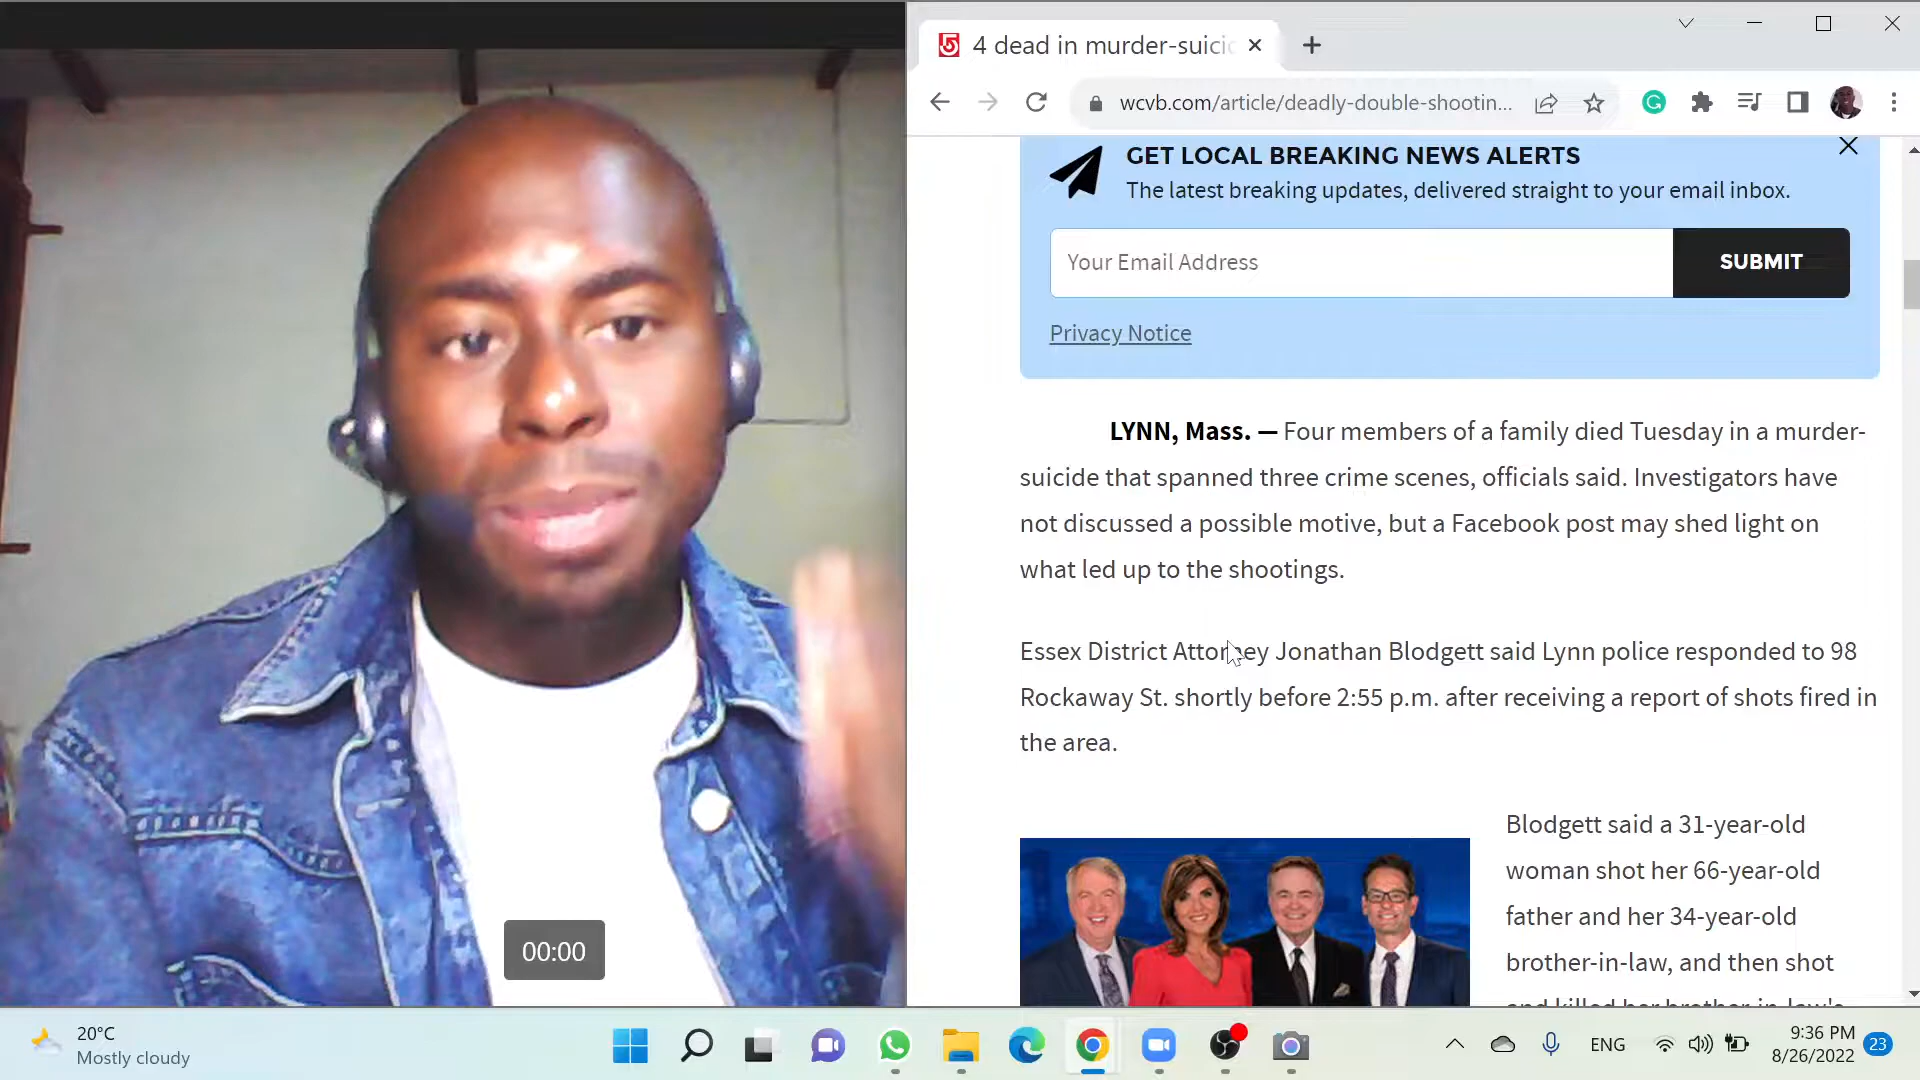 4 dead in murder-suici
wcvb.com/article/deadly-double-shootin...
GET LOCAL BREAKING NEWS ALERTS
The latest breaking updates, delivered straight to your email inbox.
Your Email Address
SUBMIT
Privacy Notice
LYNN, Mass. — Four members of a family died Tuesday in a murder-
suicide that spanned three crime scenes, officials said. Investigators have
not discussed a possible motive, but a Facebook post may shed light on
what led up to the shootings.
Essex District Attorney Jonathan Blodgett said Lynn police responded to 98
Rockaway St. shortly before 2:55 p.m. after receiving a report of shots fired in
the area.
Blodgett said a 31-year-old
woman shot her 66-year-old
father and her 34-year-old
brother-in-law, and then shot
and killed her brother-in-law's
00:00
20°C
Mostly cloudy
ENG
9:36 PM
8/26/2022
23